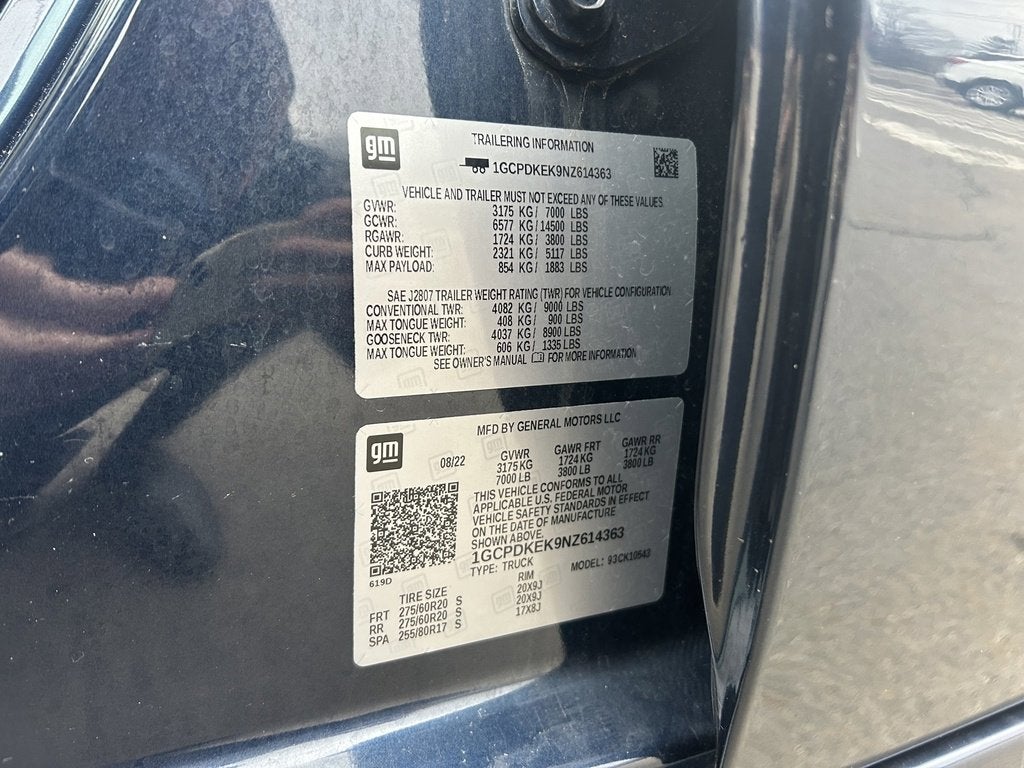 gm
TRAILERING INFORMATION
1GCPDKEK9NZ614363
VEHICLE AND TRAILER MUST NOT EXCEED ANY OF THESE VALUES
GVWR: 3175 KG / 7000 LBS
GCWR: 6577 KG / 14500 LBS
RGAWR: 1724 KG / 3800 LBS
CURB WEIGHT: 2321 KG / 5117 LBS
MAX PAYLOAD: 854 KG / 1883 LBS
SAE J2807 TRAILER WEIGHT RATING (TWR) FOR VEHICLE CONFIGURATION
CONVENTIONAL TWR: 4082 KG / 9000 LBS
MAX TONGUE WEIGHT: 408 KG / 900 LBS
GOOSENECK TWR: 4037 KG / 8900 LBS
MAX TONGUE WEIGHT: 606 KG / 1335 LBS
SEE OWNER'S MANUAL FOR MORE INFORMATION
gm
MFD BY GENERAL MOTORS LLC
08/22 GVWR GAWR FRT GAWR RR
3175 KG 1724 KG 1724 KG
7000 LB 3800 LB 3800 LB
THIS VEHICLE CONFORMS TO ALL
APPLICABLE U.S. FEDERAL MOTOR
VEHICLE SAFETY STANDARDS IN EFFECT
ON THE DATE OF MANUFACTURE
SHOWN ABOVE.
1GCPDKEK9NZ614363
TYPE: TRUCK MODEL: 93CK10543
619D
TIRE SIZE RIM
FRT 275/60R20 S 20X9J
RR 275/60R20 S 20X9J
SPA 255/80R17 S 17X8J